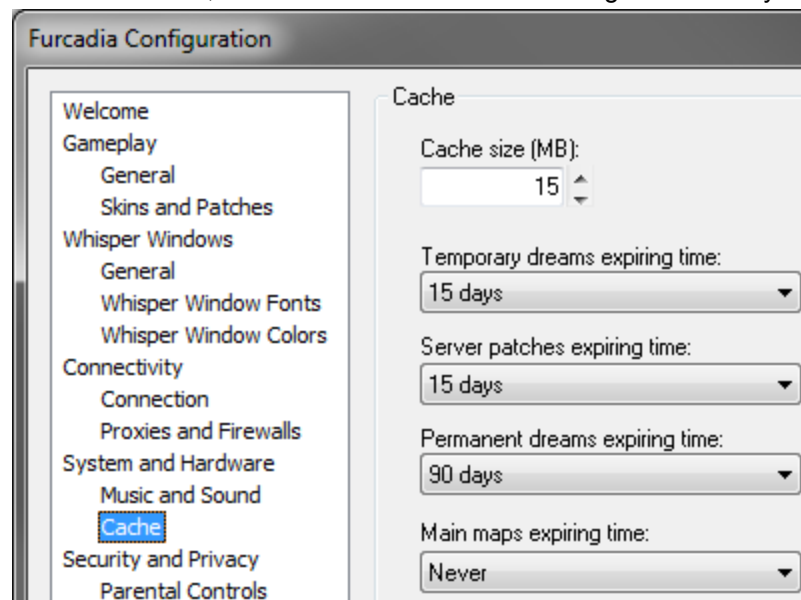 Furcadia Configuration
Welcome
Gameplay
General
Skins and Patches
Whisper Windows
General
Whisper Window Fonts
Whisper Window Colors
Connectivity
Connection
Proxies and Firewalls
System and Hardware
Music and Sound
Cache
Security and Privacy
Parental Controls
Cache
Cache size (MB):
15
Temporary dreams expiring time:
15 days
Server patches expiring time:
15 days
Permanent dreams expiring time:
90 days
Main maps expiring time:
Never